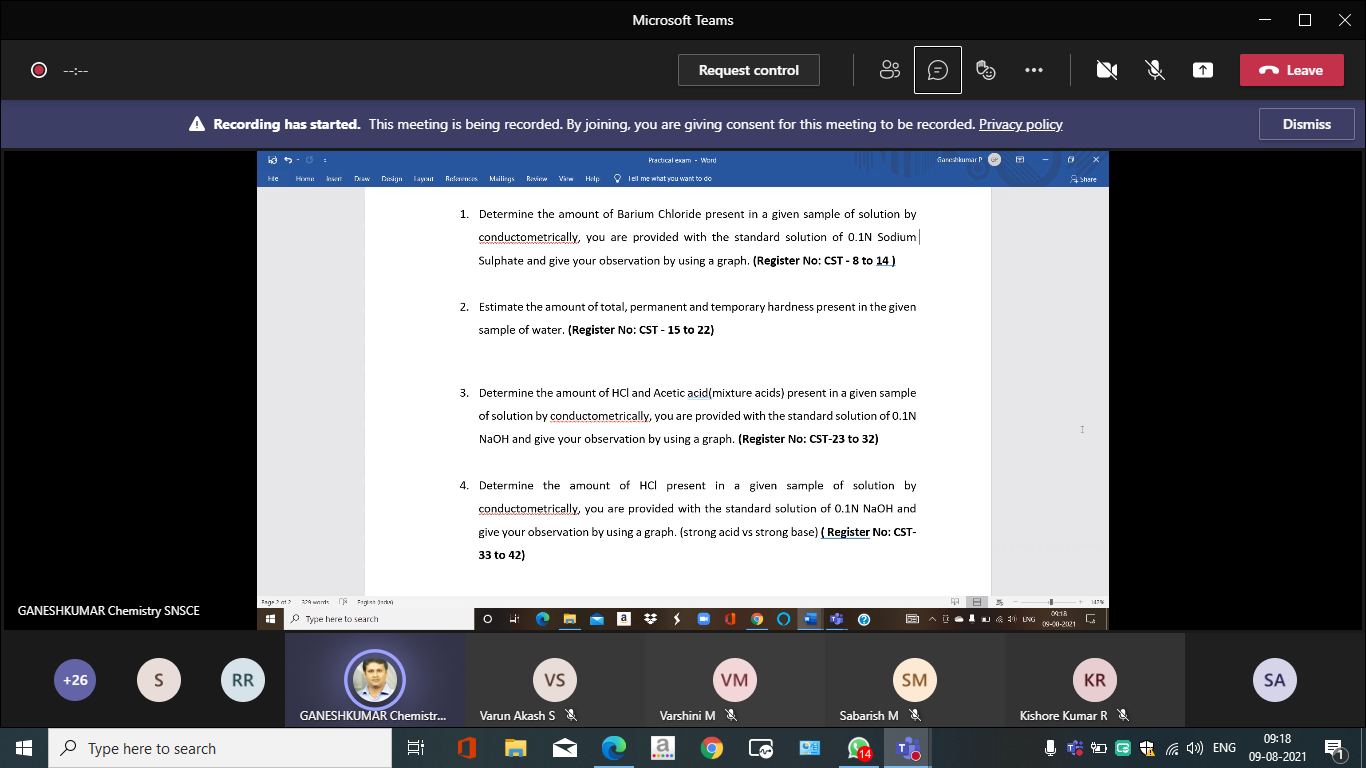 Microsoft Teams
--:--
Request control
Leave
Recording has started. This meeting is being recorded. By joining, you are giving consent for this meeting to be recorded. Privacy policy
Dismiss
Practical exam - Word
Ganeshkumar P
GP
File Home Insert Draw Design Layout References Mailings Review View Help Tell me what you want to do
Share
1. Determine the amount of Barium Chloride present in a given sample of solution by
conductometrically, you are provided with the standard solution of 0.1N Sodium
Sulphate and give your observation by using a graph. (Register No: CST - 8 to 14 )
2. Estimate the amount of total, permanent and temporary hardness present in the given
sample of water. (Register No: CST - 15 to 22)
3. Determine the amount of HCl and Acetic acid(mixture acids) present in a given sample
of solution by conductometrically, you are provided with the standard solution of 0.1N
NaOH and give your observation by using a graph. (Register No: CST-23 to 32)
4. Determine the amount of HCl present in a given sample of solution by
conductometrically, you are provided with the standard solution of 0.1N NaOH and
give your observation by using a graph. (strong acid vs strong base) ( Register No: CST-
33 to 42)
Page 2 of 2 329 words English (India)
142%
GANESHKUMAR Chemistry SNSCE
Type here to search
a
ENG
09:18
09-08-2021
+26
S
RR
GANESHKUMAR Chemistr...
VS
Varun Akash S
VM
Varshini M
SM
Sabarish M
KR
Kishore Kumar R
SA
Type here to search
a
14
ENG
09:18
09-08-2021
1